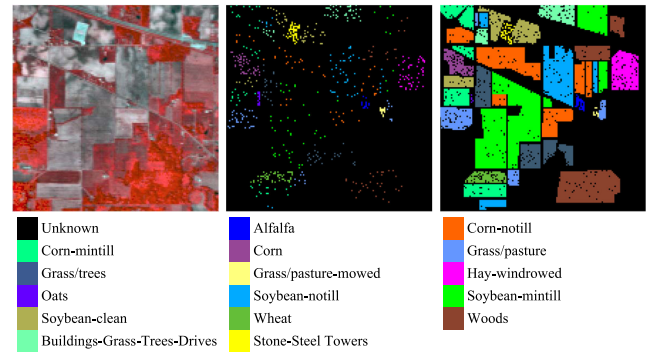 Unknown Alfalfa Corn-notill
Corn-mintill Corn Grass/pasture
Grass/trees Grass/pasture-mowed Hay-windrowed
Oats Soybean-notill Soybean-mintill
Soybean-clean Wheat Woods
Buildings-Grass-Trees-Drives Stone-Steel Towers